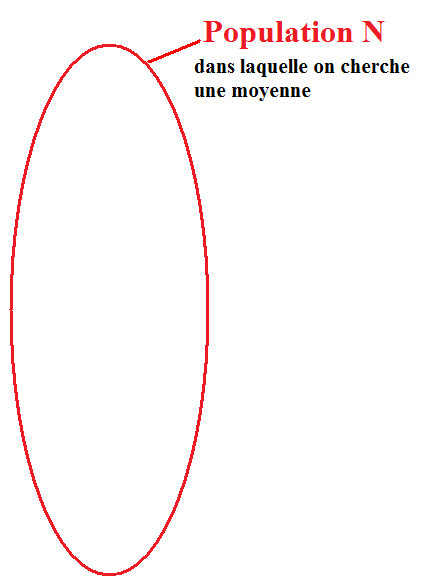 Population N
dans laquelle on cherche
une moyenne